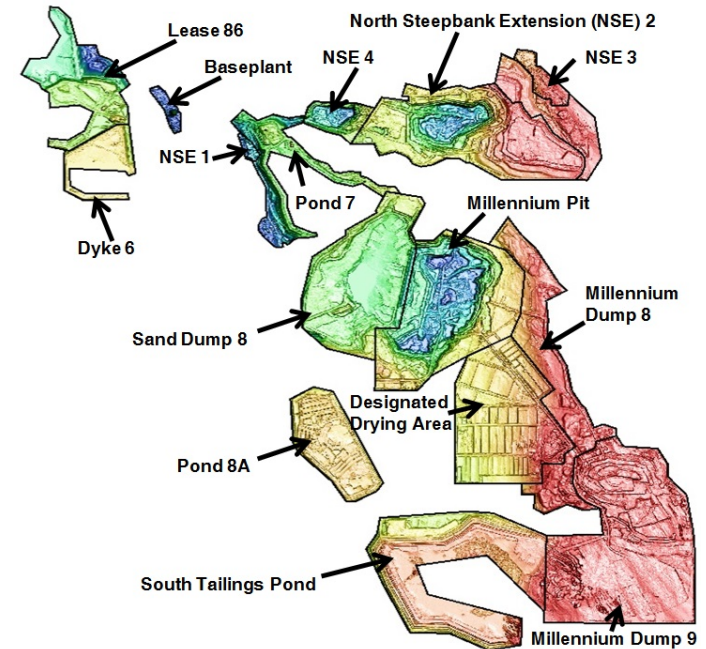 North Steepbank Extension (NSE) 2
Lease 86
NSE 4
NSE 3
Baseplant
NSE 1
Pond 7
Millennium Pit
Dyke 6
Millennium
Dump 8
Sand Dump 8
Designated
Drying Area
Pond 8A
South Tailings Pond
Millennium Dump 9